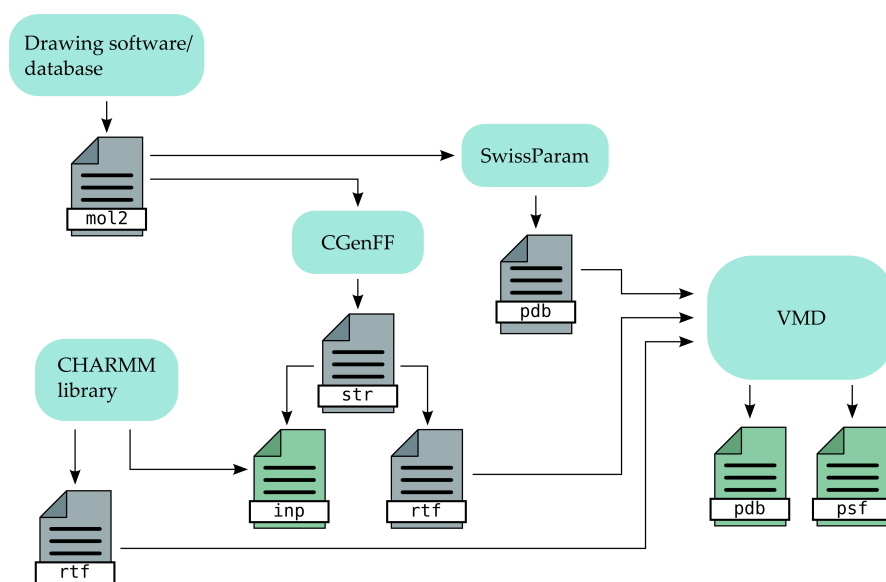 Drawing software/
database
mol2
SwissParam
CGenFF
pdb
VMD
CHARMM
library
str
inp
rtf
pdb
psf
rtf